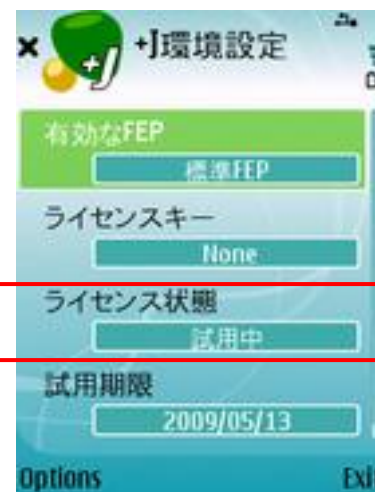 +J環境設定
有効なFEP
標準FEP
ライセンスキー
None
ライセンス状態
試用中
試用期限
2009/05/13
Options
Exi